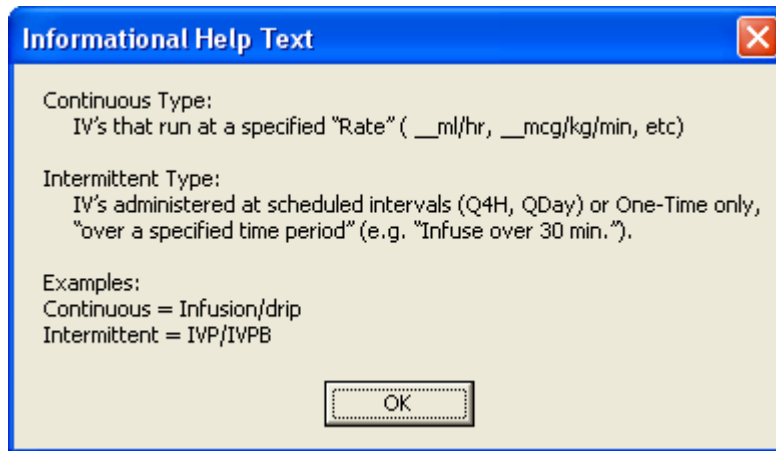 Informational Help Text
Continuous Type:
IV's that run at a specified "Rate" ( __ml/hr, __mcg/kg/min, etc)
Intermittent Type:
IV's administered at scheduled intervals (Q4H, QDay) or One-Time only,
"over a specified time period" (e.g. "Infuse over 30 min.").
Examples:
Continuous = Infusion/drip
Intermittent = IVP/IVPB
OK